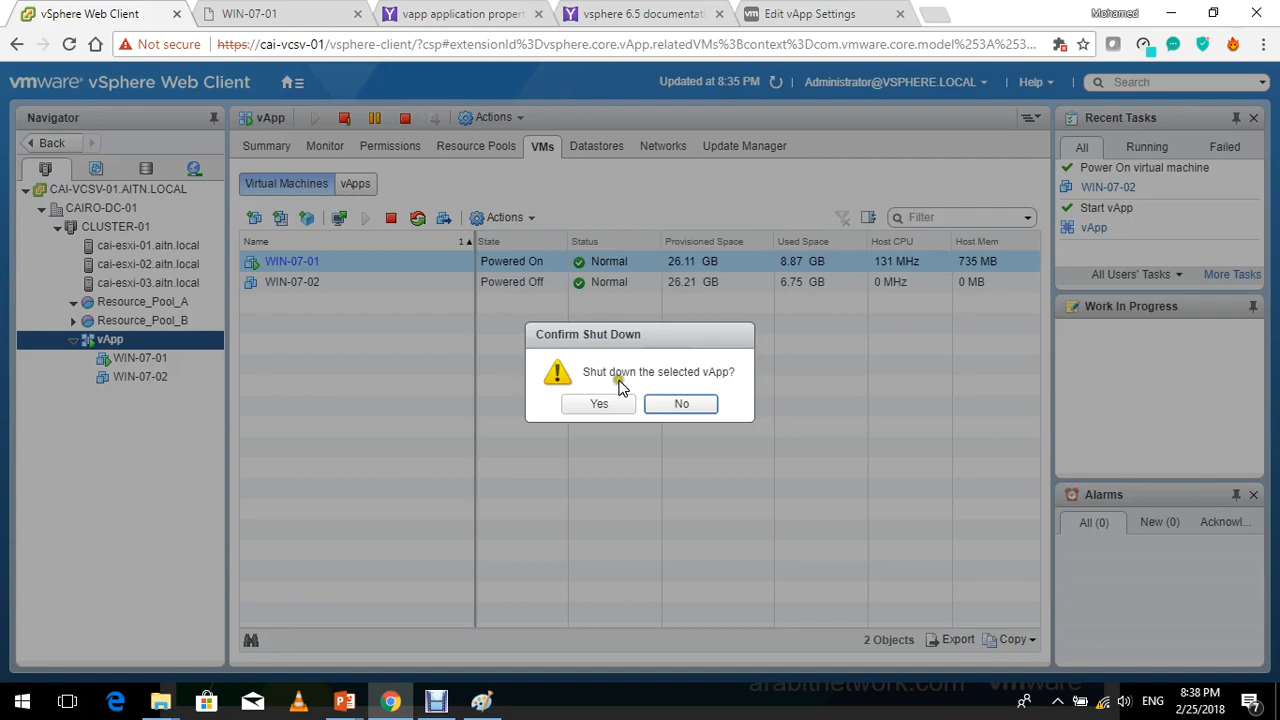 vSphere Web Client
WIN-07-01
vapp application propert
vsphere 6.5 documentati
Edit vApp Settings
Mohamed
Not secure
https://cai-vcsv-01/vsphere-client/?csp#extensionId%3Dvsphere.core.vApp.relatedVMs%3Bcontext%3Dcom.vmware.core.model%253A%253...
vmware vSphere Web Client
Updated at 8:35 PM
Administrator@VSPHERE.LOCAL
Help
Search
Navigator
Back
CAI-VCSV-01.AITN.LOCAL
CAIRO-DC-01
CLUSTER-01
cai-esxi-01.aitn.local
cai-esxi-02.aitn.local
cai-esxi-03.aitn.local
Resource_Pool_A
Resource_Pool_B
vApp
WIN-07-01
WIN-07-02
vApp
Actions
Summary Monitor Permissions Resource Pools VMs Datastores Networks Update Manager
Virtual Machines vApps
Actions
Filter
Name 1 State Status Provisioned Space Used Space Host CPU Host Mem
WIN-07-01 Powered On Normal 26.11 GB 8.87 GB 131 MHz 735 MB
WIN-07-02 Powered Off Normal 26.21 GB 6.75 GB 0 MHz 0 MB
Confirm Shut Down
Shut down the selected vApp?
Yes No
2 Objects Export Copy
Recent Tasks
All Running Failed
Power On virtual machine
WIN-07-02
Start vApp
vApp
All Users' Tasks More Tasks
Work In Progress
Alarms
All (0) New (0) Acknowl...
arabitnetwork.com
vmware
ENG
8:38 PM
2/25/2018
7